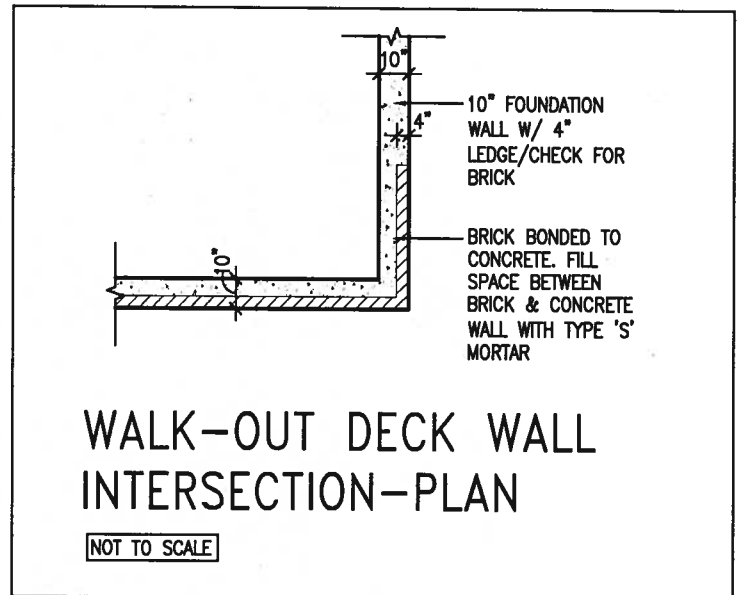 10"
10" FOUNDATION
WALL W/ 4"
LEDGE/CHECK FOR
BRICK
4"
BRICK BONDED TO
CONCRETE. FILL
SPACE BETWEEN
BRICK & CONCRETE
WALL WITH TYPE 'S'
MORTAR
10"
WALK-OUT DECK WALL
INTERSECTION-PLAN
NOT TO SCALE